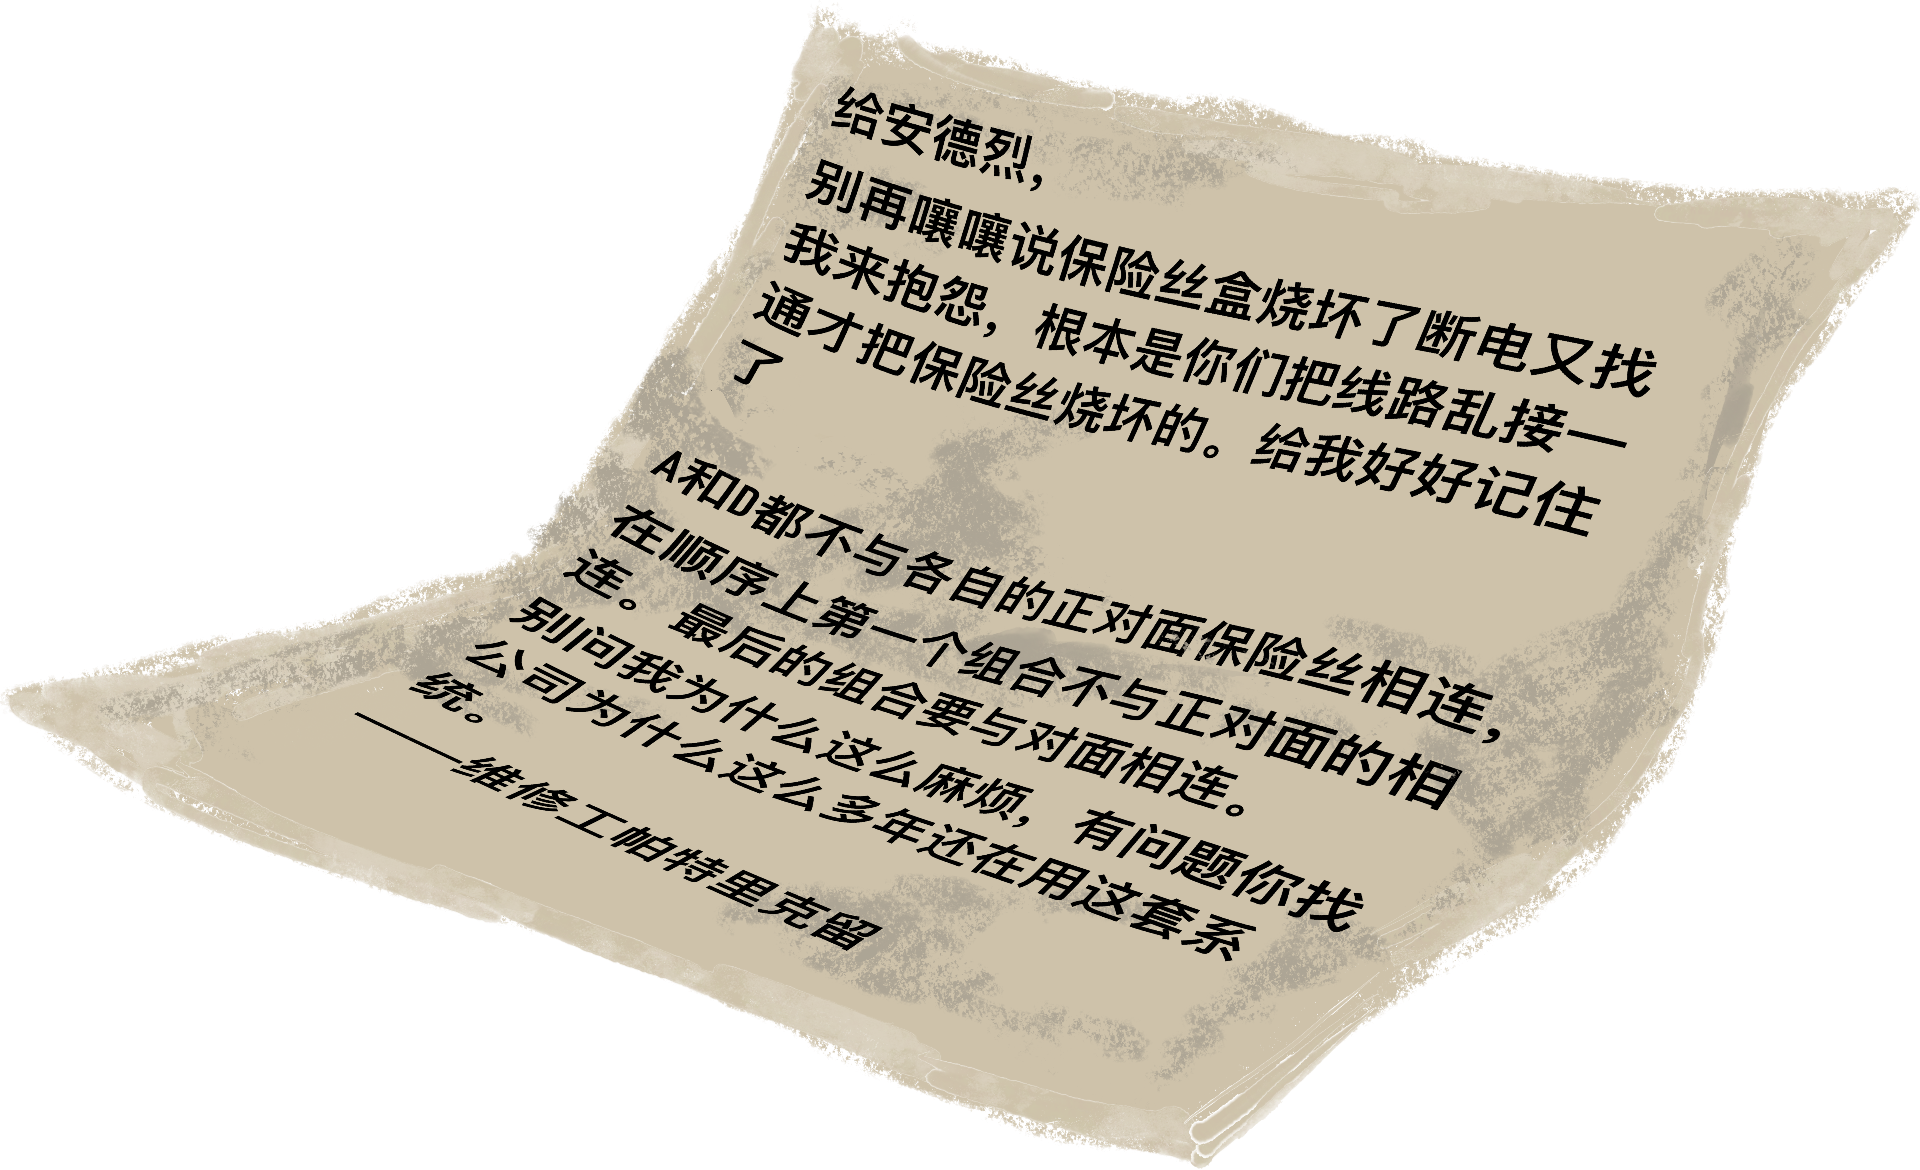 给安德烈，
别再嚷嚷说保险丝盒烧坏了断电又找
我来抱怨，根本是你们把线路乱接一
通才把保险丝烧坏的。给我好好记住
了
A和D都不与各自的正对面保险丝相连，
在顺序上第一个组合不与正对面的相
连。最后的组合要与对面相连。
别问我为什么这么麻烦，有问题你找
公司为什么这么多年还在用这套系
统。
——维修工帕特里克留